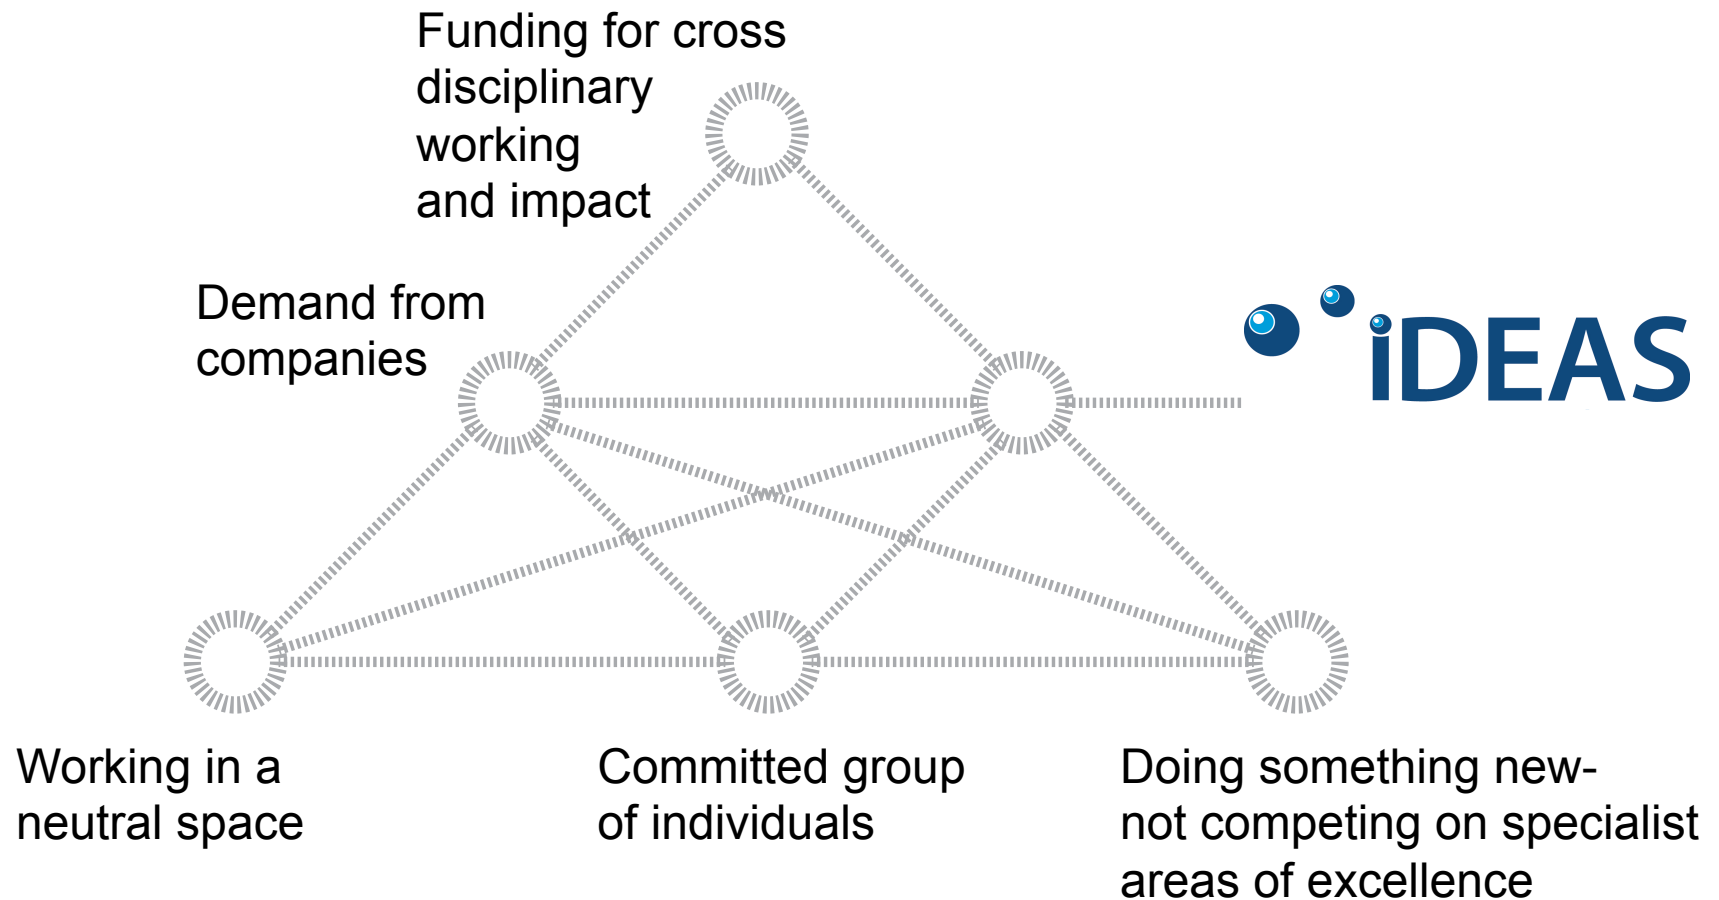 Funding for cross
disciplinary
working
and impact
Demand from
companies
iDEAS
Working in a
neutral space
Committed group
of individuals
Doing something new-
not competing on specialist
areas of excellence